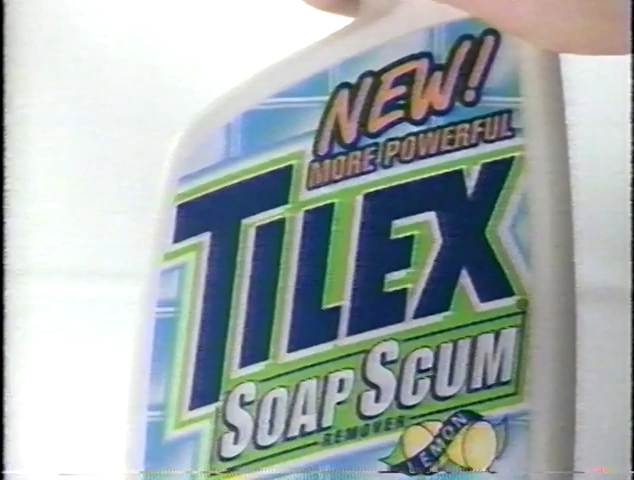 NEW!
MORE POWERFUL
TILEX
SOAP SCUM
REMOVER
LEMON